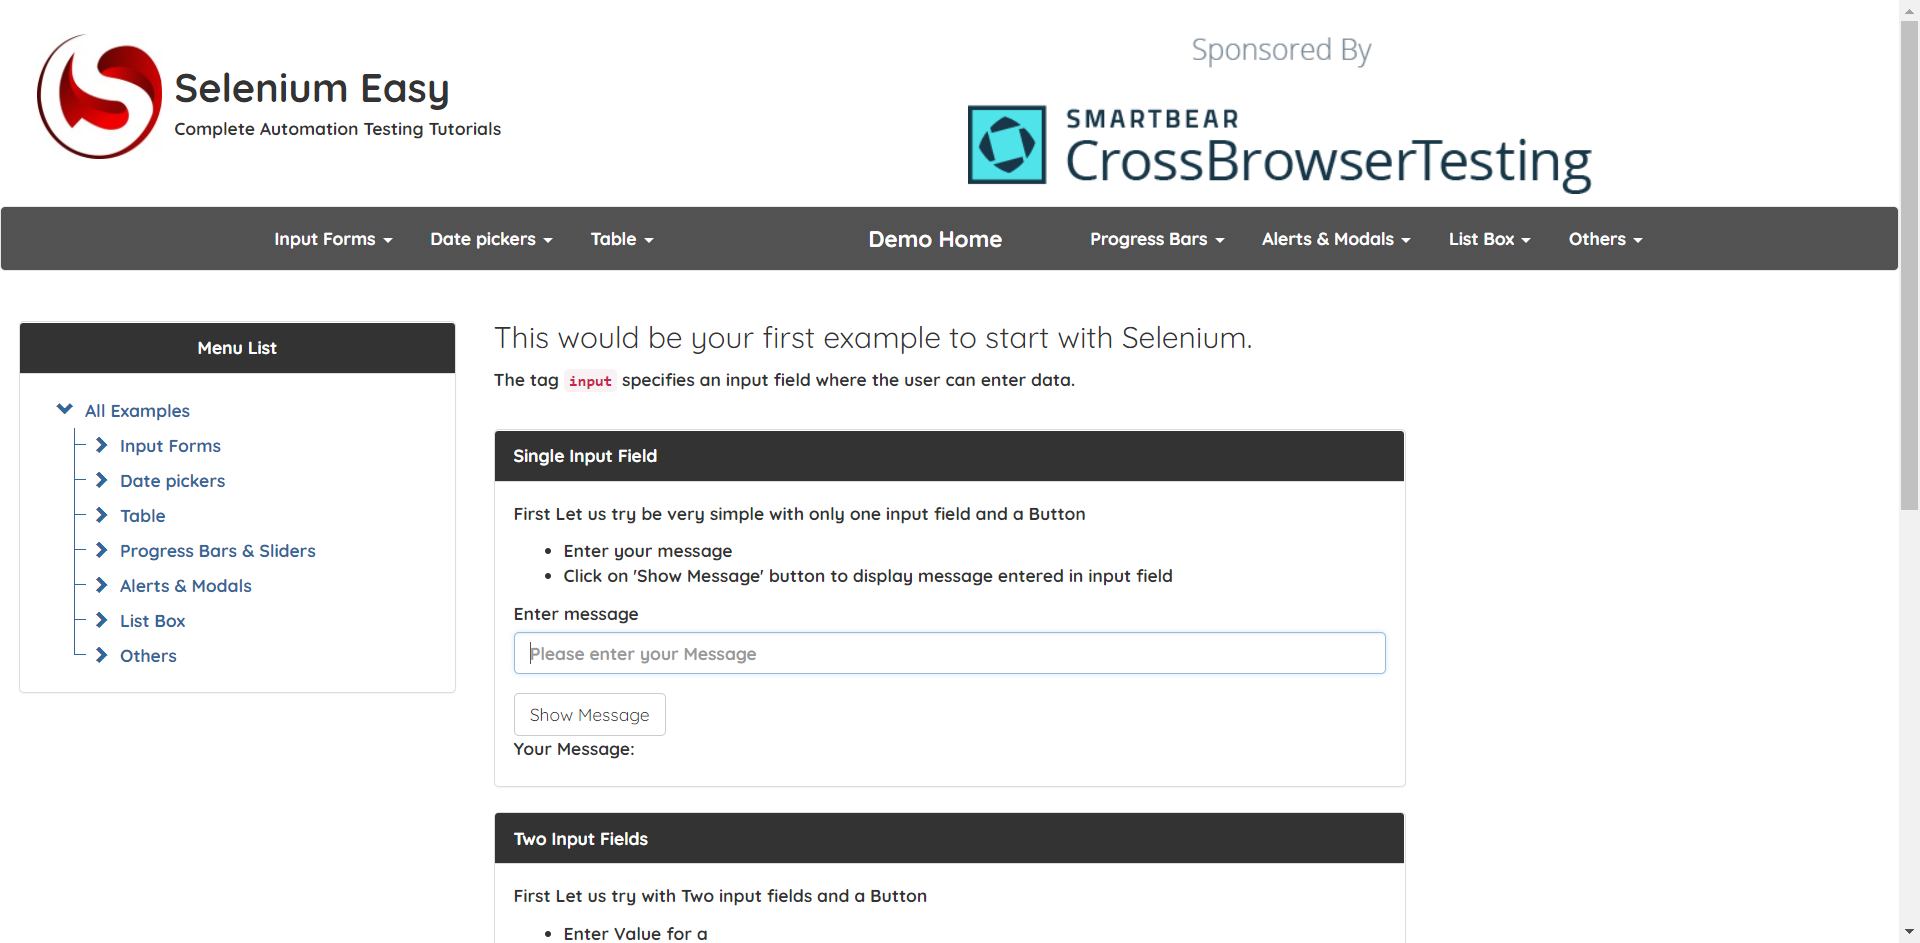 Selenium Easy
Complete Automation Testing Tutorials
Sponsored By
SMARTBEAR
CrossBrowserTesting
Input Forms
Date pickers
Table
Demo Home
Progress Bars
Alerts & Modals
List Box
Others
Menu List
All Examples
Input Forms
Date pickers
Table
Progress Bars & Sliders
Alerts & Modals
List Box
Others
This would be your first example to start with Selenium.
The tag input specifies an input field where the user can enter data.
Single Input Field
First Let us try be very simple with only one input field and a Button
Enter your message
Click on 'Show Message' button to display message entered in input field
Enter message
Please enter your Message
Show Message
Your Message:
Two Input Fields
First Let us try with Two input fields and a Button
Enter Value for a